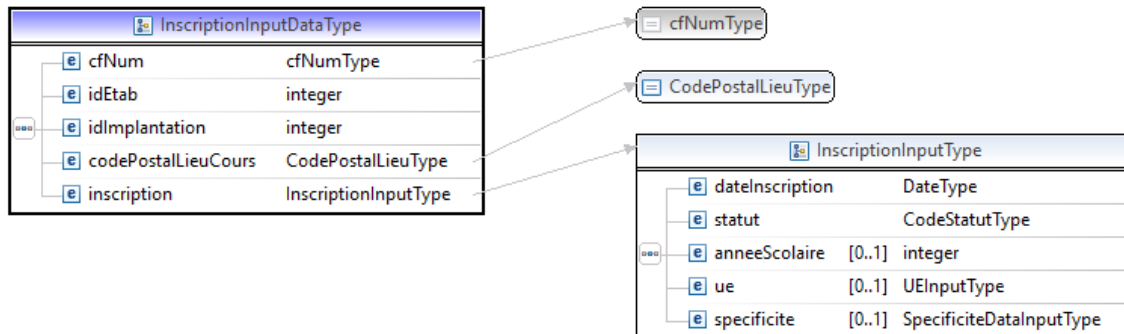 InscriptionInputDataType
cfNum cfNumType
idEtab integer
idImplantation integer
codePostalLieuCours CodePostalLieuType
inscription InscriptionInputType
cfNumType
CodePostalLieuType
InscriptionInputType
dateInscription DateType
statut CodeStatutType
anneeScolaire [0..1] integer
ue [0..1] UEInputType
specificite [0..1] SpecificiteDataInputType